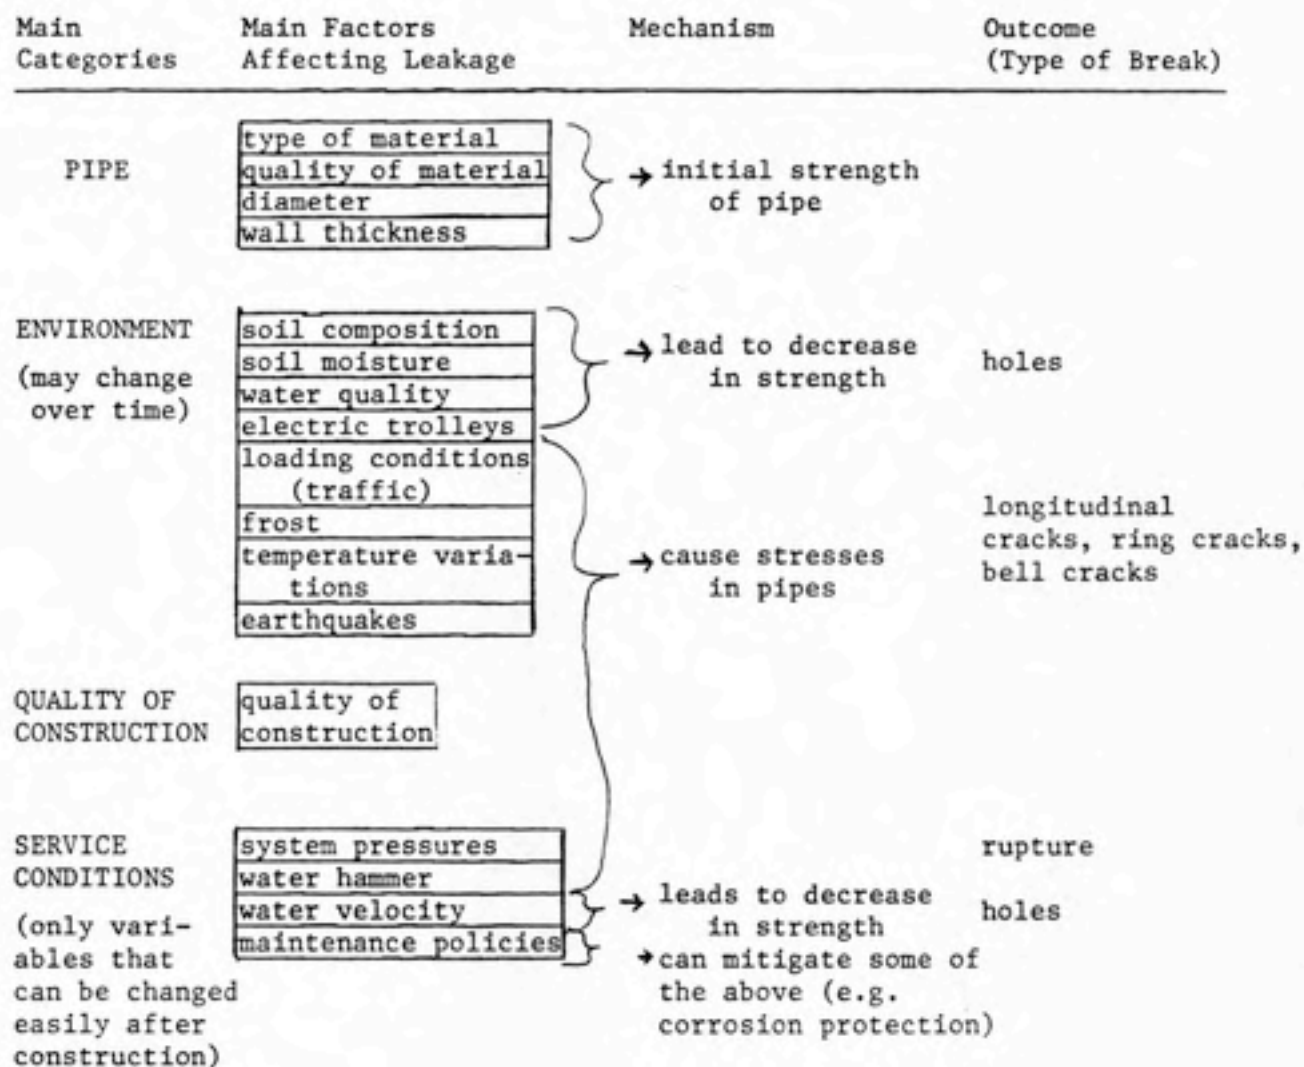 Main Categories
Main Factors Affecting Leakage
Mechanism
Outcome (Type of Break)
PIPE
type of material
quality of material
diameter
wall thickness
→ initial strength
of pipe
ENVIRONMENT
(may change
over time)
soil composition
soil moisture
water quality
electric trolleys
loading conditions
(traffic)
frost
temperature varia-
tions
earthquakes
→ lead to decrease
in strength
holes
→ cause stresses
in pipes
longitudinal
cracks, ring cracks,
bell cracks
QUALITY OF
CONSTRUCTION
quality of
construction
SERVICE
CONDITIONS
(only vari-
ables that
can be changed
easily after
construction)
system pressures
water hammer
water velocity
maintenance policies
→ leads to decrease
in strength
→ can mitigate some of
the above (e.g.
corrosion protection)
rupture
holes